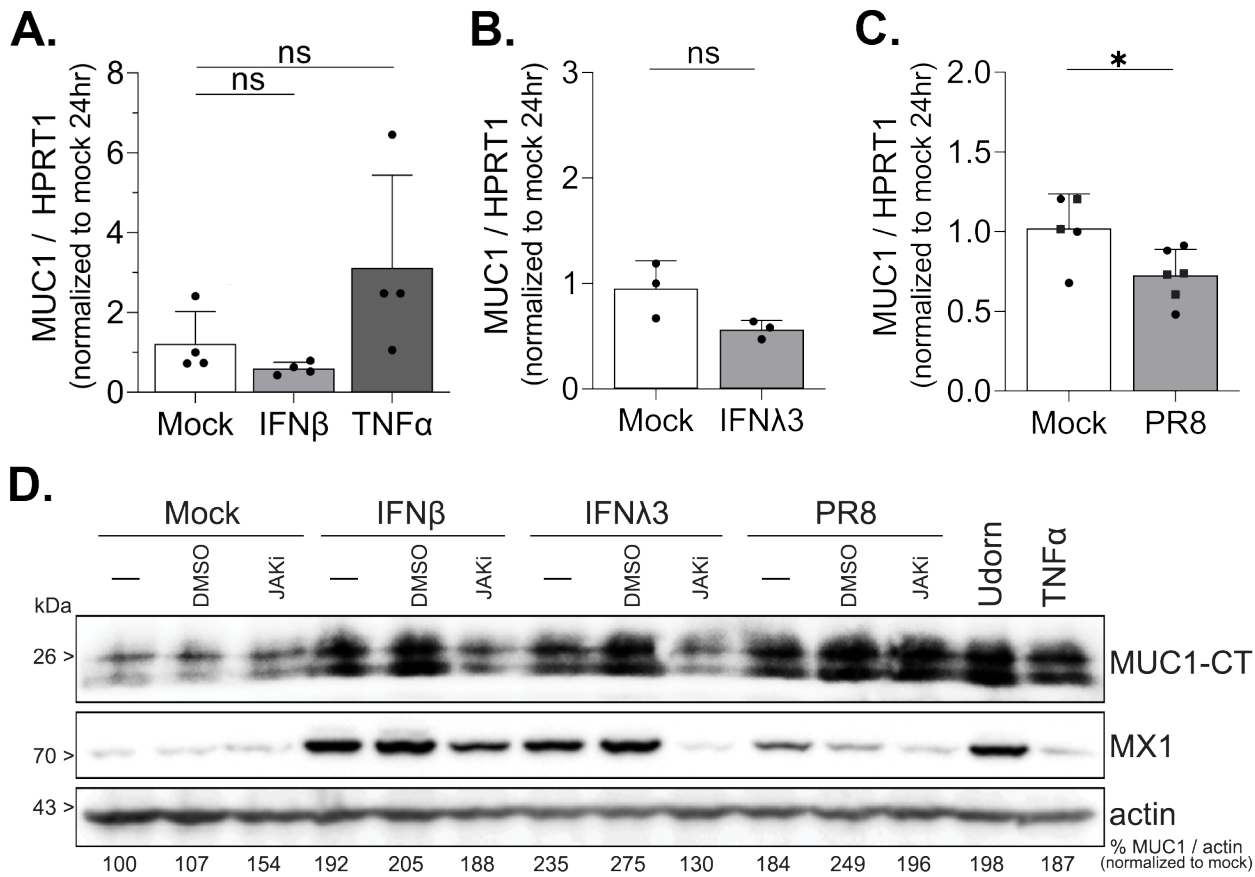 A.
MUC1 / HPRT1
(normalized to mock 24hr)
8
6
4
2
0
ns
ns
Mock
IFNβ
TNFα
B.
MUC1 / HPRT1
(normalized to mock 24hr)
3
2
1
0
ns
Mock
IFNλ3
C.
MUC1 / HPRT1
(normalized to mock 24hr)
2.0
1.5
1.0
0.5
0.0
*
Mock
PR8
D.
Mock IFNβ IFNλ3 PR8 Udorn TNFα
— DMSO JAKi — DMSO JAKi — DMSO JAKi — DMSO JAKi
kDa
26 > MUC1-CT
70 > MX1
43 > actin
% MUC1 / actin
(normalized to mock)
100 107 154 192 205 188 235 275 130 184 249 196 198 187